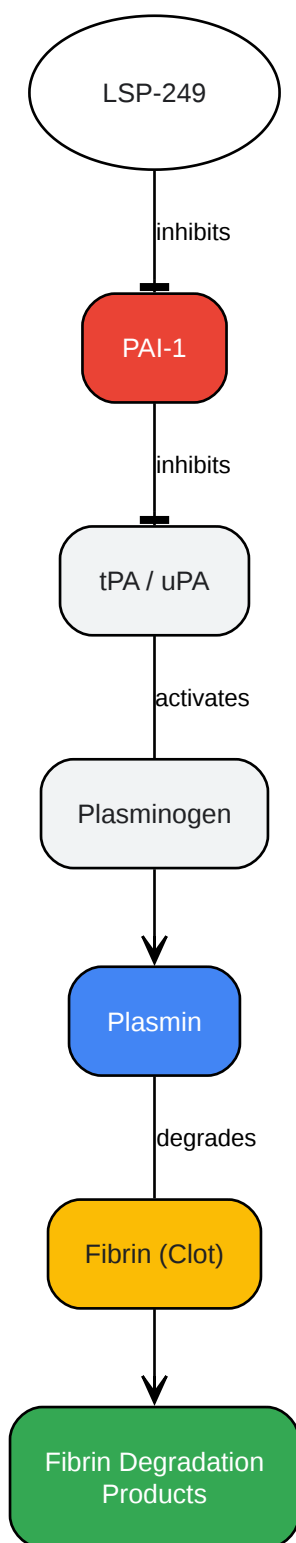 LSP-249
inhibits
PAI-1
inhibits
tPA / uPA
activates
Plasminogen
Plasmin
degrades
Fibrin (Clot)
Fibrin Degradation
Products